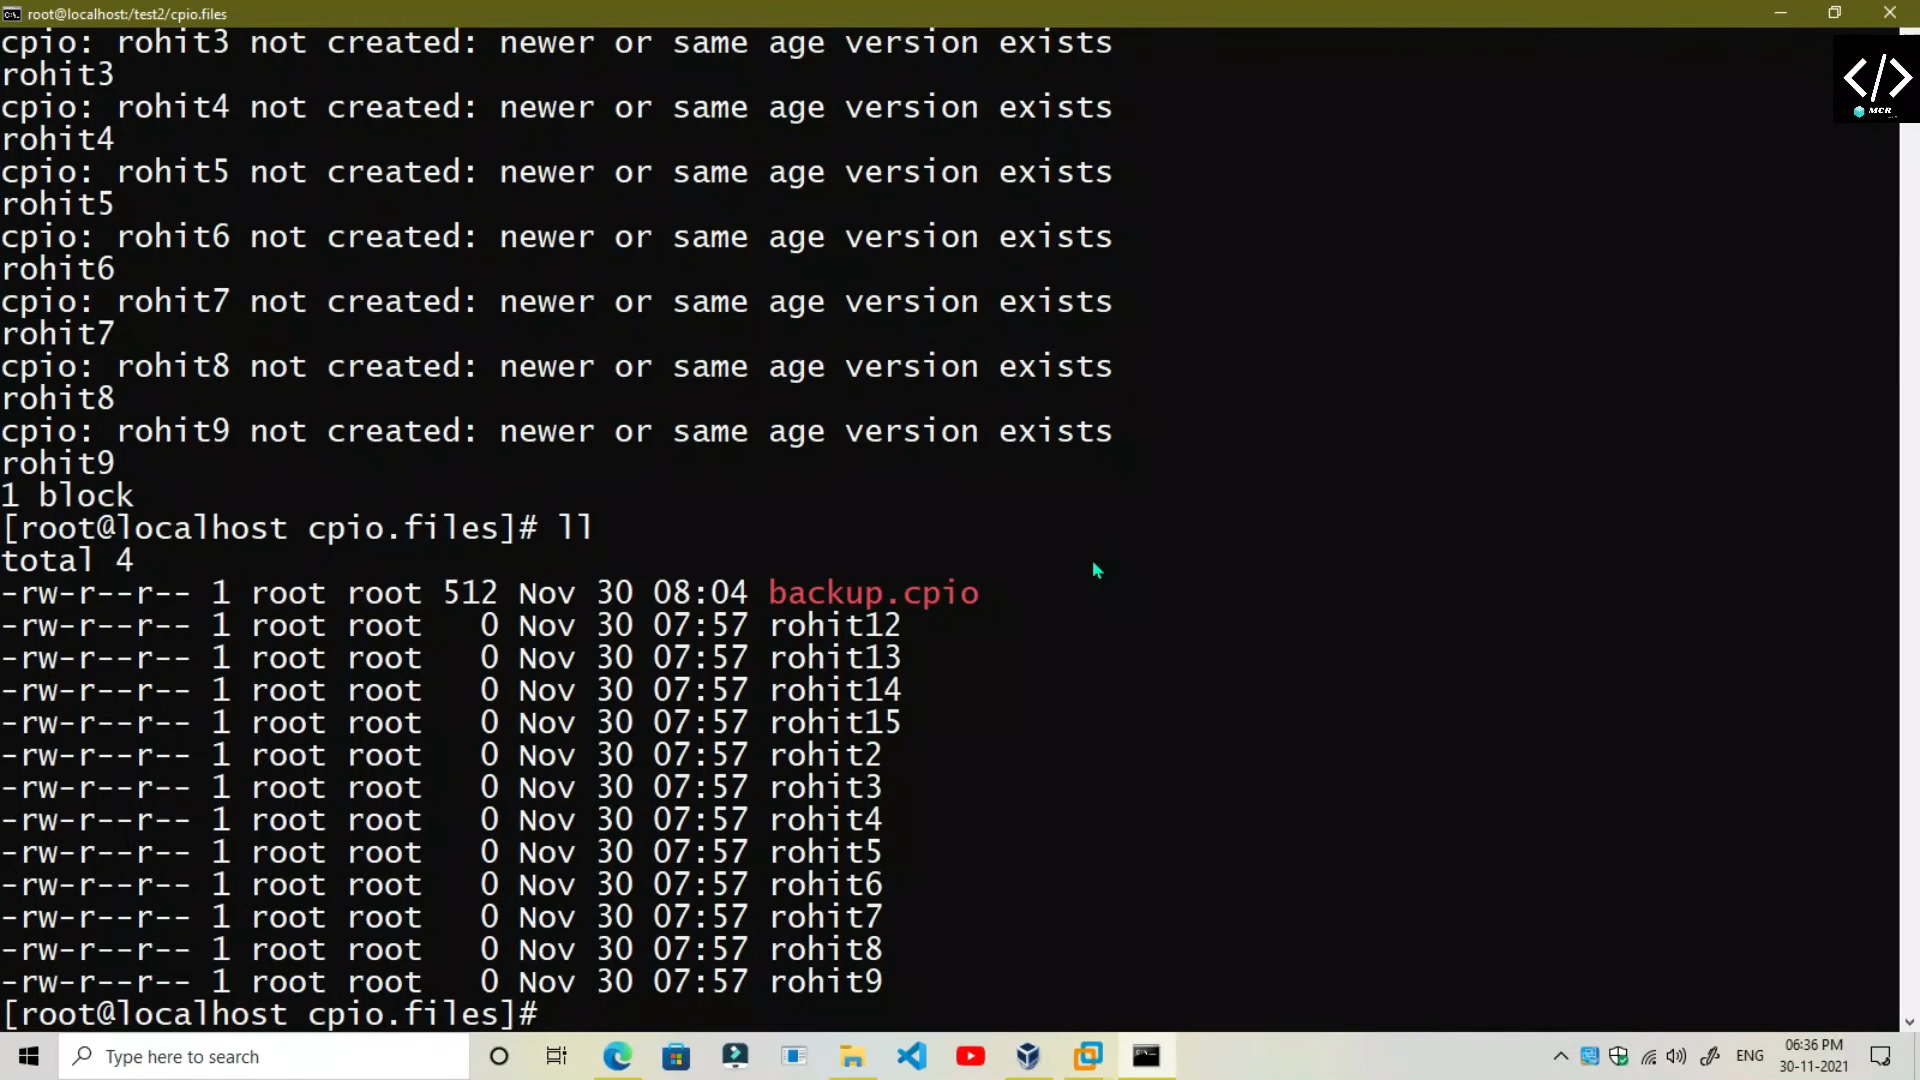 root@localhost:/test2/cpio.files
cpio: rohit3 not created: newer or same age version exists
rohit3
cpio: rohit4 not created: newer or same age version exists
rohit4
cpio: rohit5 not created: newer or same age version exists
rohit5
cpio: rohit6 not created: newer or same age version exists
rohit6
cpio: rohit7 not created: newer or same age version exists
rohit7
cpio: rohit8 not created: newer or same age version exists
rohit8
cpio: rohit9 not created: newer or same age version exists
rohit9
1 block
[root@localhost cpio.files]# ll
total 4
-rw-r--r-- 1 root root 512 Nov 30 08:04 backup.cpio
-rw-r--r-- 1 root root   0 Nov 30 07:57 rohit12
-rw-r--r-- 1 root root   0 Nov 30 07:57 rohit13
-rw-r--r-- 1 root root   0 Nov 30 07:57 rohit14
-rw-r--r-- 1 root root   0 Nov 30 07:57 rohit15
-rw-r--r-- 1 root root   0 Nov 30 07:57 rohit2
-rw-r--r-- 1 root root   0 Nov 30 07:57 rohit3
-rw-r--r-- 1 root root   0 Nov 30 07:57 rohit4
-rw-r--r-- 1 root root   0 Nov 30 07:57 rohit5
-rw-r--r-- 1 root root   0 Nov 30 07:57 rohit6
-rw-r--r-- 1 root root   0 Nov 30 07:57 rohit7
-rw-r--r-- 1 root root   0 Nov 30 07:57 rohit8
-rw-r--r-- 1 root root   0 Nov 30 07:57 rohit9
[root@localhost cpio.files]#
</> MCR
Type here to search
ENG
06:36 PM
30-11-2021